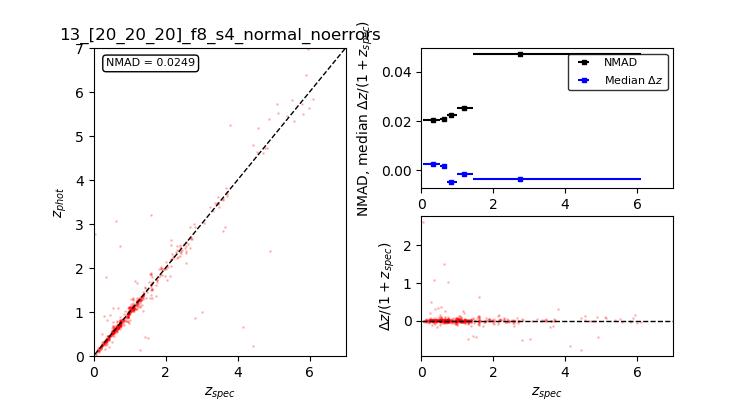 13_[20_20_20]_f8_s4_normal_noerrors
NMAD = 0.0249
z_phot
7
6
5
4
3
2
1
0
0 2 4 6
z_spec
NMAD, median Δz/(1 + z_spec)
0.04
0.02
0.00
NMAD
Median Δz
0 2 4 6
Δz/(1 + z_spec)
2
1
0
0 2 4 6
z_spec